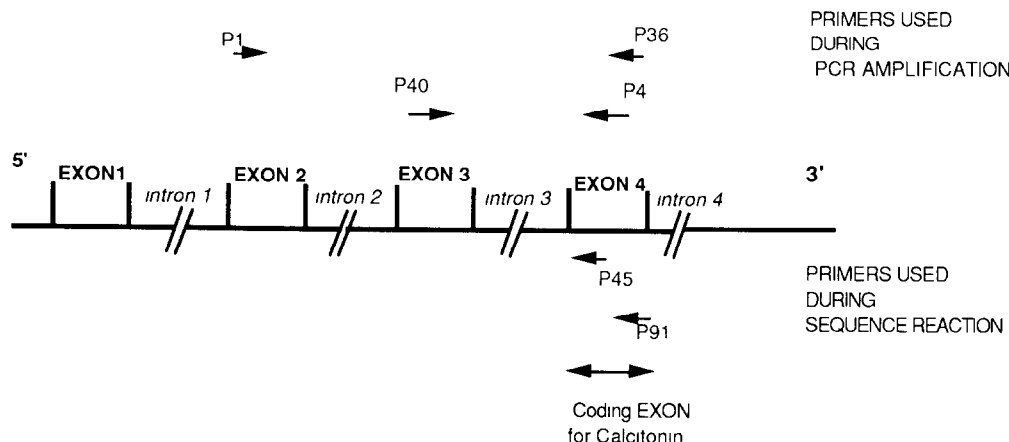 PRIMERS USED
DURING
PCR AMPLIFICATION
P1
P36
P40
P4
5'
EXON1
intron 1
EXON 2
intron 2
EXON 3
intron 3
EXON 4
intron 4
3'
P45
P91
PRIMERS USED
DURING
SEQUENCE REACTION
Coding EXON
for Calcitonin